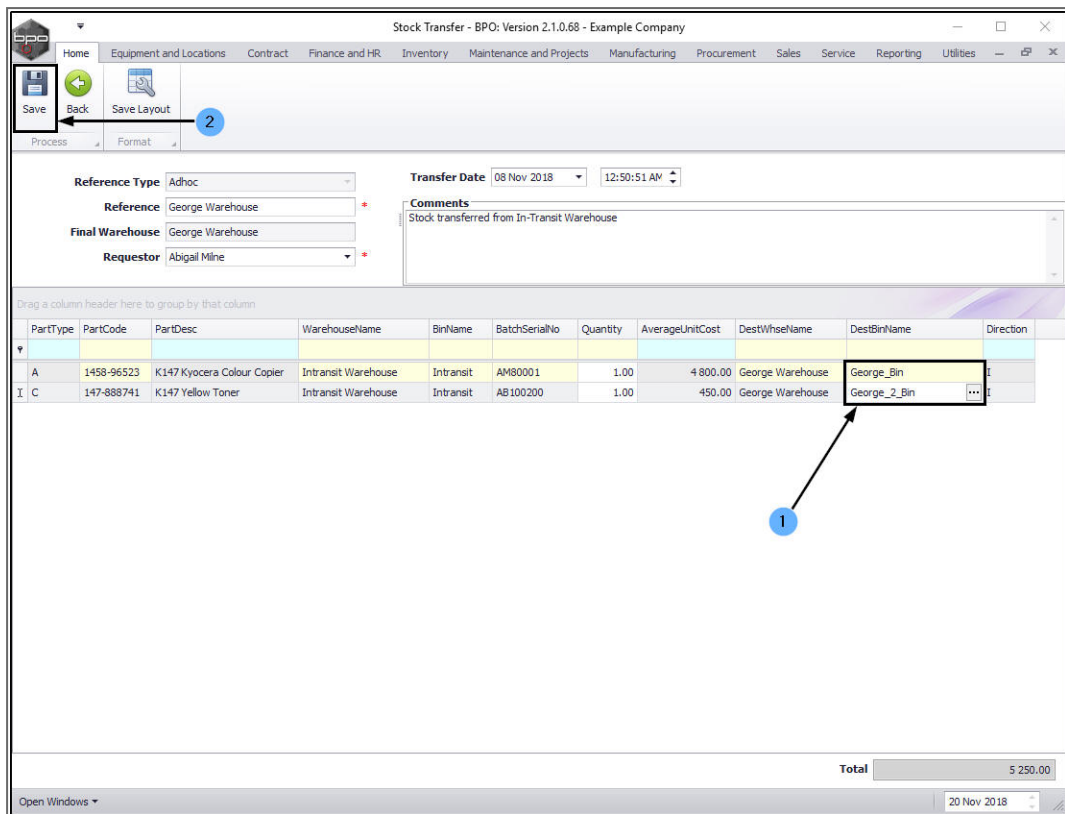 Stock Transfer - BPO: Version 2.1.0.68 - Example Company
bpo
Home Equipment and Locations Contract Finance and HR Inventory Maintenance and Projects Manufacturing Procurement Sales Service Reporting Utilities
Save Back Save Layout
2
Process Format
Reference Type Adhoc Transfer Date 08 Nov 2018 12:50:51 AM
Reference George Warehouse * Comments
Stock transferred from In-Transit Warehouse
Final Warehouse George Warehouse
Requestor Abigail Milne *
Drag a column header here to group by that column
PartType PartCode PartDesc WarehouseName BinName BatchSerialNo Quantity AverageUnitCost DestWhseName DestBinName Direction
A 1458-96523 K147 Kyocera Colour Copier Intransit Warehouse Intransit AM80001 1.00 4 800.00 George Warehouse George_Bin I
I C 147-888741 K147 Yellow Toner Intransit Warehouse Intransit AB100200 1.00 450.00 George Warehouse George_2_Bin ... I
1
Total 5 250.00
Open Windows 20 Nov 2018